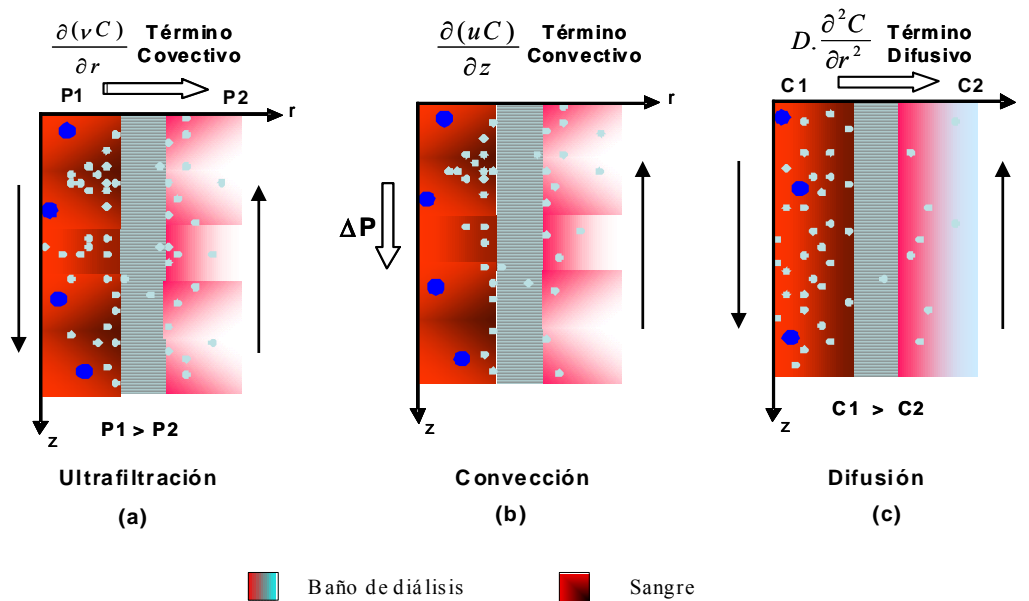 ∂(νC)/∂r Término Covectivo
P1 P2
r
z
P1 > P2
Ultrafiltración
(a)
∂(uC)/∂z Término Convectivo
r
ΔP
z
Convección
(b)
D.∂²C/∂r² Término Difusivo
C1 C2
r
C1 > C2
z
Difusión
(c)
Baño de diálisis
Sangre